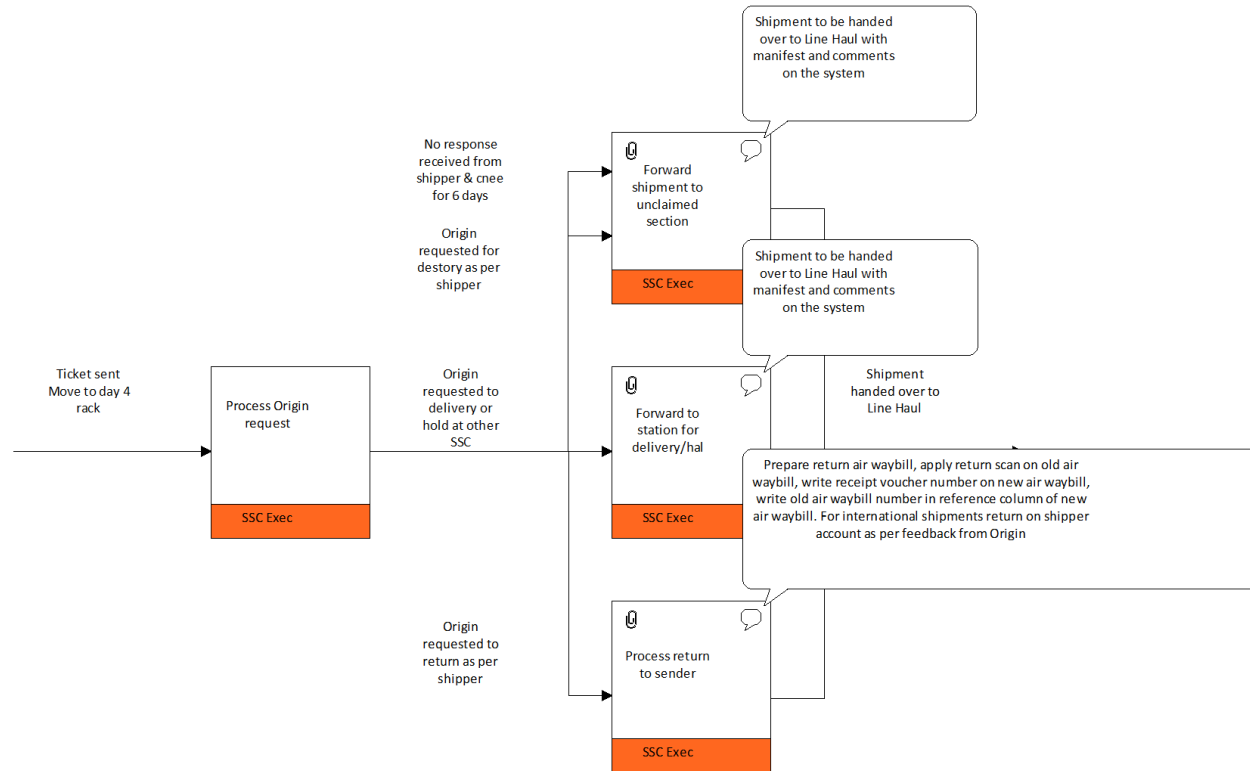 Shipment to be handed
over to Line Haul with
manifest and comments
on the system
No response
received from
shipper & cnee
for 6 days
Forward
shipment to
unclaimed
section
Origin
requested for
destory as per
shipper
SSC Exec
Shipment to be handed
over to Line Haul with
manifest and comments
on the system
Ticket sent
Move to day 4
rack
Process Origin
request
SSC Exec
Origin
requested to
delivery or
hold at other
SSC
Forward to
station for
delivery/hal
SSC Exec
Shipment
handed over to
Line Haul
Prepare return air waybill, apply return scan on old air
waybill, write receipt voucher number on new air waybill,
write old air waybill number in reference column of new
air waybill. For international shipments return on shipper
account as per feedback from Origin
Origin
requested to
return as per
shipper
Process return
to sender
SSC Exec